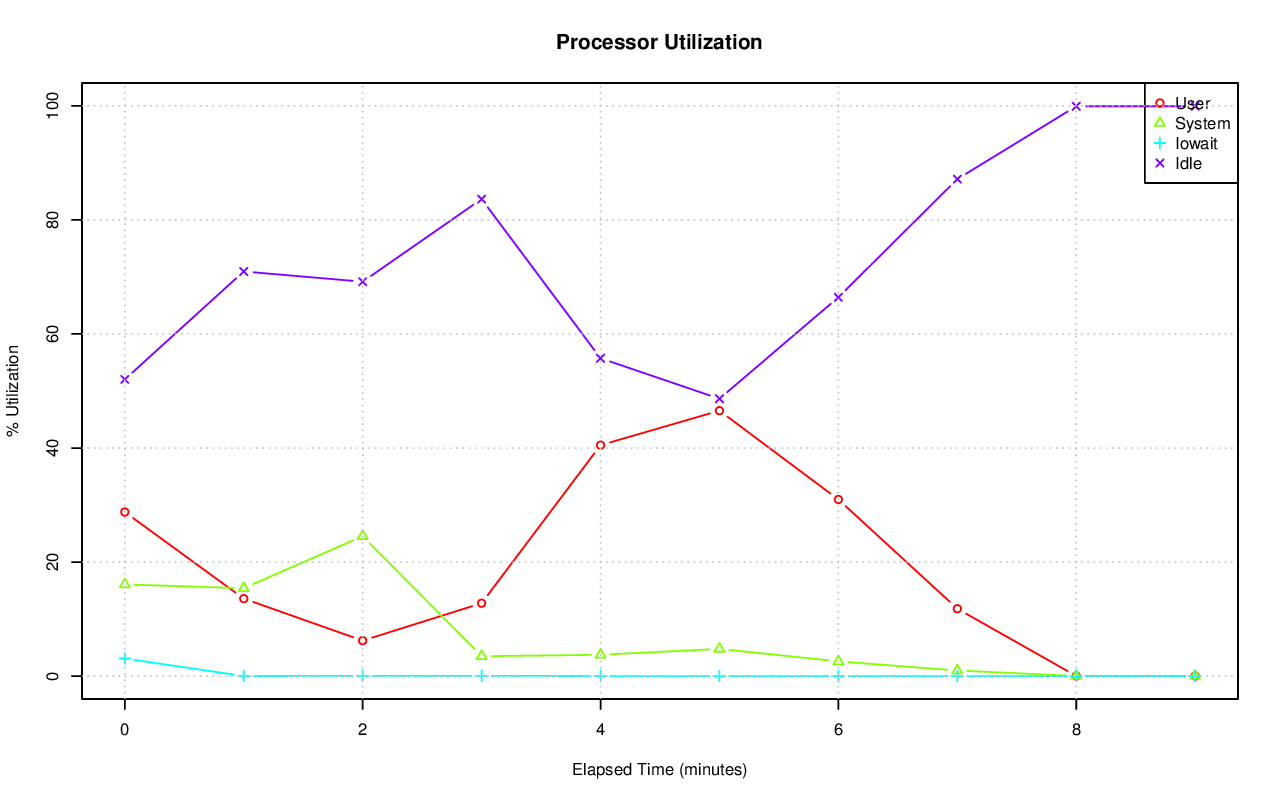 Processor Utilization
% Utilization
100
80
60
40
20
0
User
System
Iowait
Idle
0 2 4 6 8
Elapsed Time (minutes)